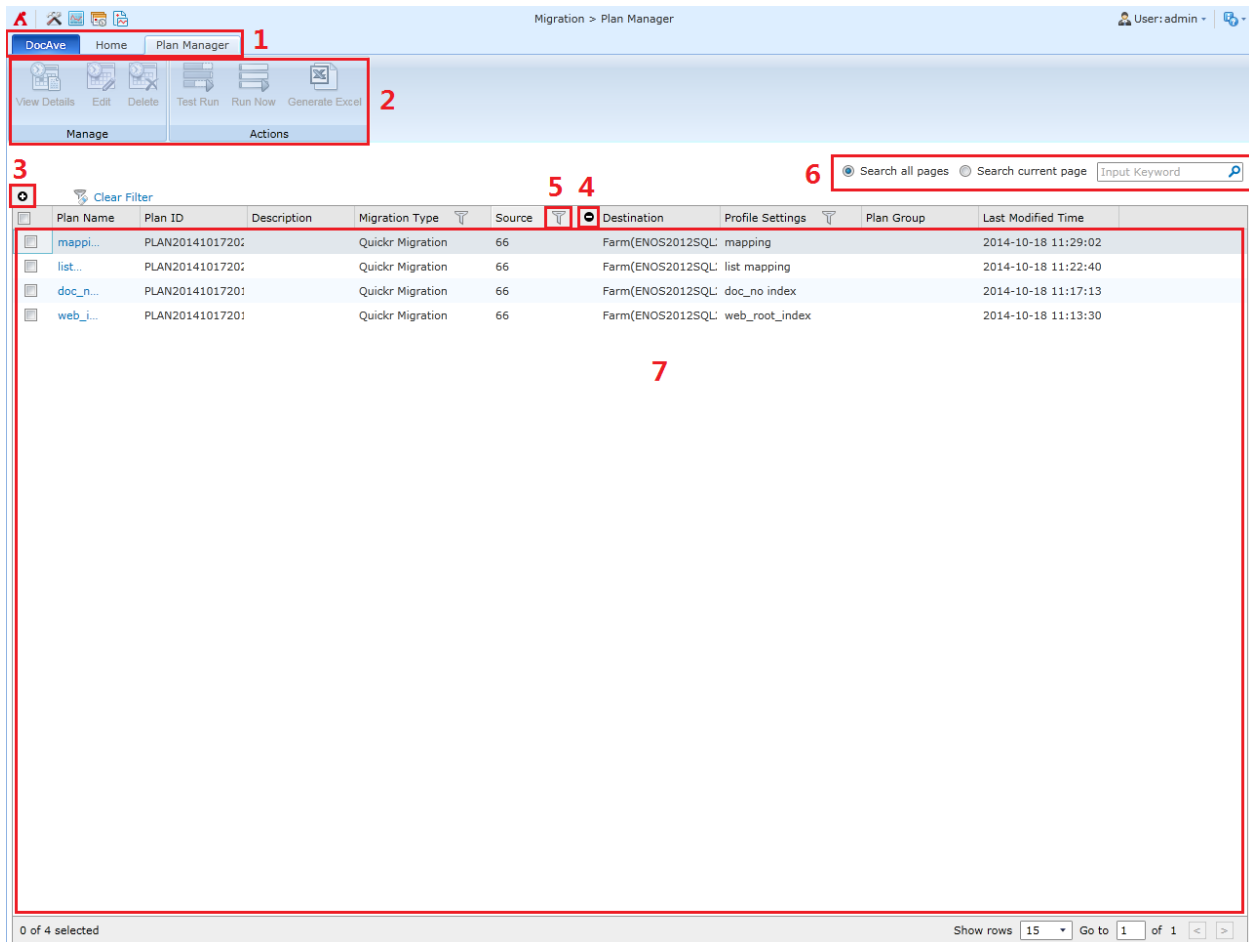 Migration > Plan Manager
User: admin
DocAve Home Plan Manager 1
View Details Edit Delete Test Run Run Now Generate Excel 2
Manage Actions
3 5 4 6 Search all pages Search current page Input Keyword
Clear Filter
Plan Name Plan ID Description Migration Type Source Destination Profile Settings Plan Group Last Modified Time
mappi... PLAN20141017202 Quickr Migration 66 Farm(ENOS2012SQL: mapping 2014-10-18 11:29:02
list... PLAN20141017202 Quickr Migration 66 Farm(ENOS2012SQL: list mapping 2014-10-18 11:22:40
doc_n... PLAN20141017201 Quickr Migration 66 Farm(ENOS2012SQL: doc_no index 2014-10-18 11:17:13
web_i... PLAN20141017201 Quickr Migration 66 Farm(ENOS2012SQL: web_root_index 2014-10-18 11:13:30
7
0 of 4 selected Show rows 15 Go to 1 of 1 < >